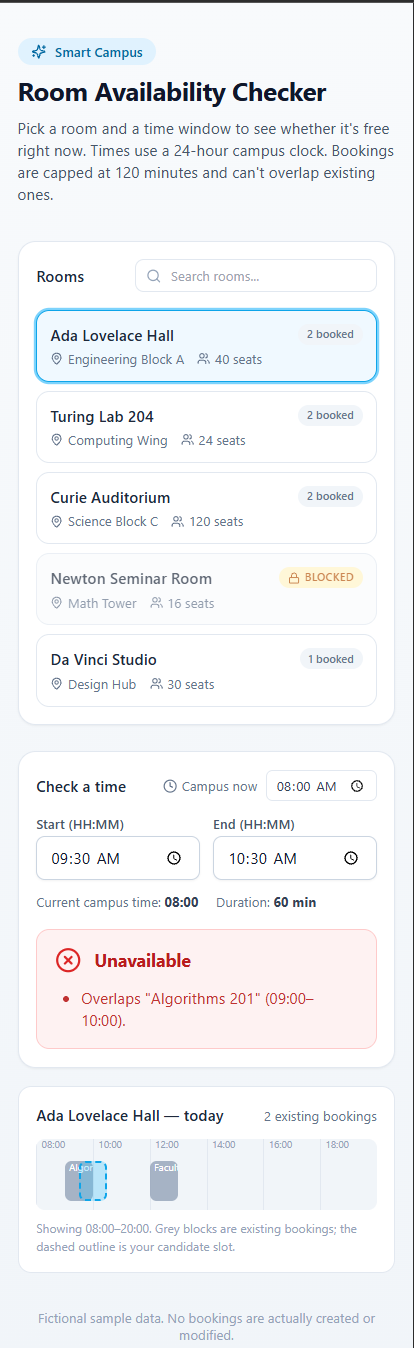 Smart Campus
Room Availability Checker
Pick a room and a time window to see whether it's free
right now. Times use a 24-hour campus clock. Bookings
are capped at 120 minutes and can't overlap existing
ones.
Rooms
Search rooms...
Ada Lovelace Hall
2 booked
Engineering Block A
40 seats
Turing Lab 204
2 booked
Computing Wing
24 seats
Curie Auditorium
2 booked
Science Block C
120 seats
Newton Seminar Room
BLOCKED
Math Tower
16 seats
Da Vinci Studio
1 booked
Design Hub
30 seats
Check a time
Campus now
08:00 AM
Start (HH:MM)
End (HH:MM)
09:30 AM
10:30 AM
Current campus time: 08:00
Duration: 60 min
Unavailable
• Overlaps "Algorithms 201" (09:00–
10:00).
Ada Lovelace Hall — today
2 existing bookings
08:00
10:00
12:00
14:00
16:00
18:00
Algor
Facul
Showing 08:00–20:00. Grey blocks are existing bookings; the
dashed outline is your candidate slot.
Fictional sample data. No bookings are actually created or
modified.